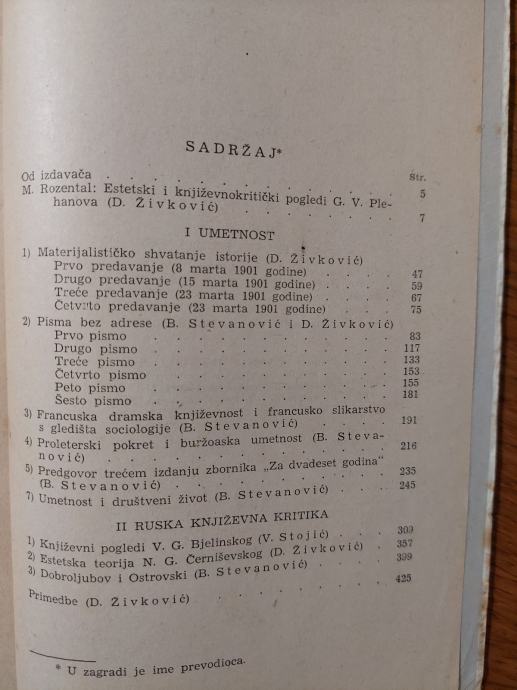 SADRŽAJ*
Str.
Od izdavača . . . . . . . . . . . . 5
M. Rozental: Estetski i književnokritički pogledi G. V. Ple-
hanova (D. Živković) . . . . . . . . 7
I UMETNOST
1) Materijalističko shvatanje istorije (D. Živković)
Prvo predavanje (8 marta 1901 godine) . . . . 47
Drugo predavanje (15 marta 1901 godine) . . . . 59
Treće predavanje (23 marta 1901 godine) . . . . 67
Četvrto predavanje (23 marta 1901 godine) . . . 75
2) Pisma bez adrese (B. Stevanović i D. Živković)
Prvo pismo . . . . . . . . . . 83
Drugo pismo . . . . . . . . . . 117
Treće pismo . . . . . . . . . . 133
Četvrto pismo . . . . . . . . . 153
Peto pismo . . . . . . . . . . 155
Šesto pismo . . . . . . . . . . 181
3) Francuska dramska književnost i francusko slikarstvo
s gledišta sociologije (B. Stevanović) . . . . 191
4) Proleterski pokret i buržoaska umetnost (B. Steva-
nović) . . . . . . . . . . . 216
5) Predgovor trećem izdanju zbornika „Za dvadeset godina“
(B. Stevanović) . . . . . . . . . 235
7) Umetnost i društveni život (B. Stevanović) . . . 245
II RUSKA KNJIŽEVNA KRITIKA
1) Književni pogledi V. G. Bjelinskog (V. Stojić) . . . 309
2) Estetska teorija N. G. Černiševskog (D. Živković) . . 357
3) Dobroljubov i Ostrovski (B. Stevanović) . . . . 399
Primedbe (D. Živković) . . . . . . . . 425
* U zagradi je ime prevodioca.